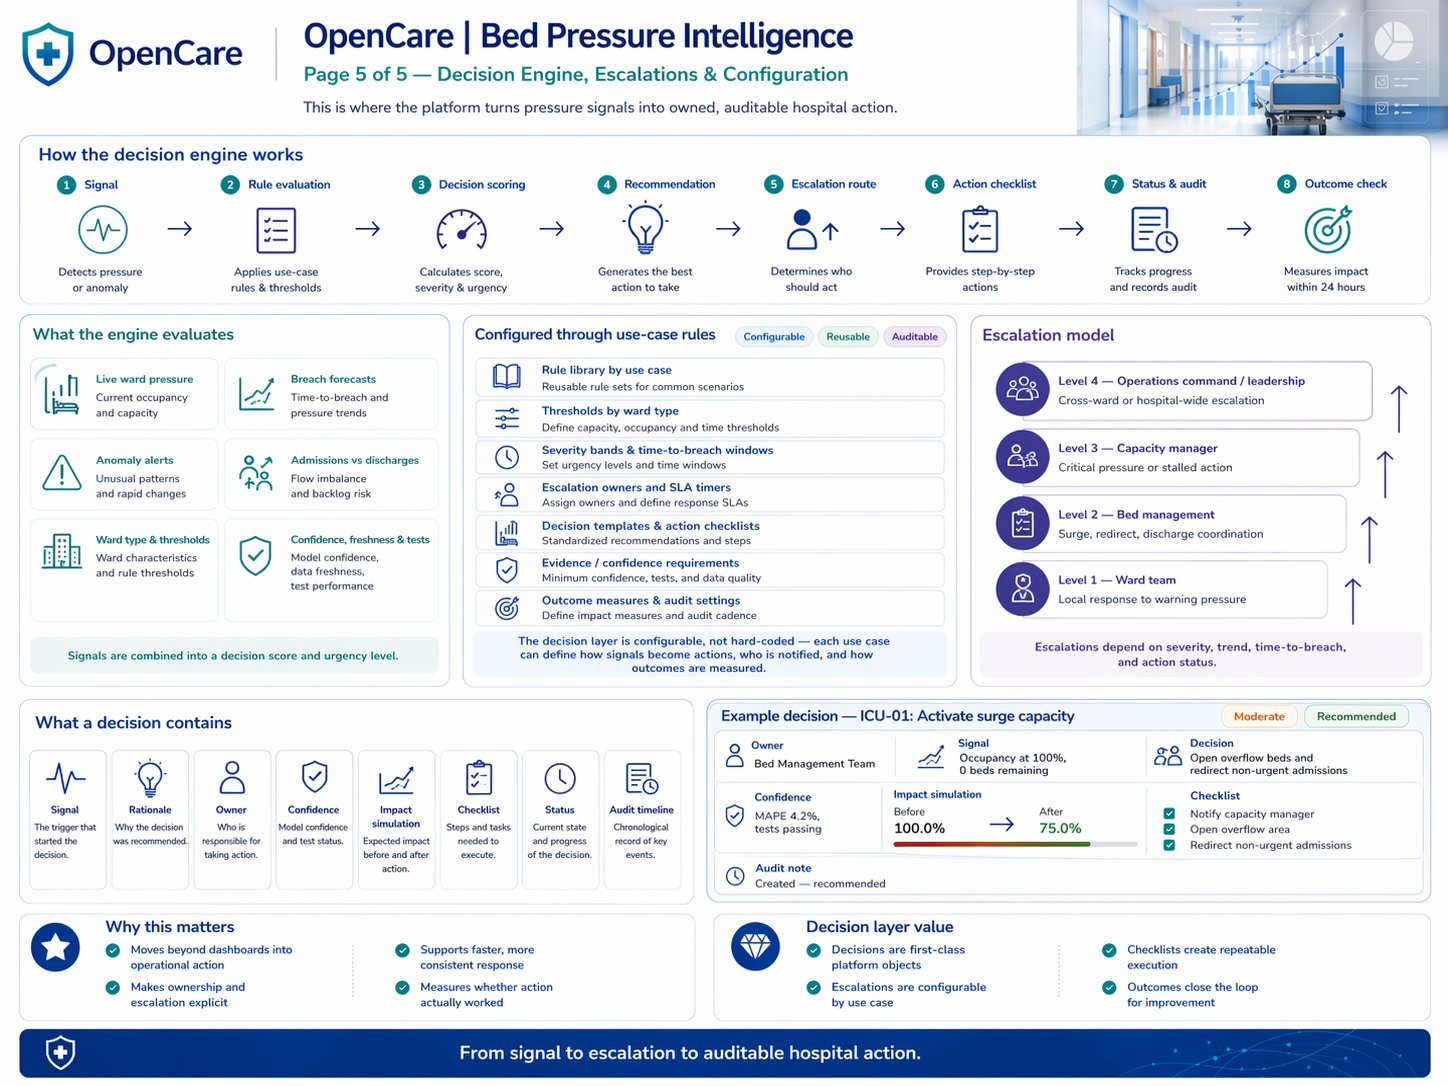 OpenCare
OpenCare | Bed Pressure Intelligence
Page 5 of 5 — Decision Engine, Escalations & Configuration
This is where the platform turns pressure signals into owned, auditable hospital action.
How the decision engine works
1 Signal
Detects pressure
or anomaly
2 Rule evaluation
Applies use-case
rules & thresholds
3 Decision scoring
Calculates score,
severity & urgency
4 Recommendation
Generates the best
action to take
5 Escalation route
Determines who
should act
6 Action checklist
Provides step-by-step
actions
7 Status & audit
Tracks progress
and records audit
8 Outcome check
Measures impact
within 24 hours
What the engine evaluates
Live ward pressure
Current occupancy
and capacity
Breach forecasts
Time-to-breach and
pressure trends
Anomaly alerts
Unusual patterns
and rapid changes
Admissions vs discharges
Flow imbalance
and backlog risk
Ward type & thresholds
Ward characteristics
and rule thresholds
Confidence, freshness & tests
Model confidence,
data freshness,
test performance
Signals are combined into a decision score and urgency level.
Configured through use-case rules
Configurable
Reusable
Auditable
Rule library by use case
Reusable rule sets for common scenarios
Thresholds by ward type
Define capacity, occupancy and time thresholds
Severity bands & time-to-breach windows
Set urgency levels and time windows
Escalation owners and SLA timers
Assign owners and define response SLAs
Decision templates & action checklists
Standardized recommendations and steps
Evidence / confidence requirements
Minimum confidence, tests, and data quality
Outcome measures & audit settings
Define impact measures and audit cadence
The decision layer is configurable, not hard-coded — each use case
can define how signals become actions, who is notified, and how
outcomes are measured.
Escalation model
Level 4 — Operations command / leadership
Cross-ward or hospital-wide escalation
Level 3 — Capacity manager
Critical pressure or stalled action
Level 2 — Bed management
Surge, redirect, discharge coordination
Level 1 — Ward team
Local response to warning pressure
Escalations depend on severity, trend, time-to-breach,
and action status.
What a decision contains
Signal
The trigger that
started the
decision.
Rationale
Why the decision
was recommended.
Owner
Who is
responsible for
taking action.
Confidence
Model confidence
and test status.
Impact
simulation
Expected impact
before and after
action.
Checklist
Steps and tasks
needed to
execute.
Status
Current state
and progress
of the decision.
Audit timeline
Chronological
record of key
events.
Example decision — ICU-01: Activate surge capacity
Moderate
Recommended
Owner
Bed Management Team
Signal
Occupancy at 100%,
0 beds remaining
Decision
Open overflow beds and
redirect non-urgent admissions
Confidence
MAPE 4.2%,
tests passing
Impact simulation
Before
100.0%
After
75.0%
Checklist
Notify capacity manager
Open overflow area
Redirect non-urgent admissions
Audit note
Created — recommended
Why this matters
Moves beyond dashboards into
operational action
Makes ownership and
escalation explicit
Supports faster, more
consistent response
Measures whether action
actually worked
Decision layer value
Decisions are first-class
platform objects
Escalations are configurable
by use case
Checklists create repeatable
execution
Outcomes close the loop
for improvement
From signal to escalation to auditable hospital action.